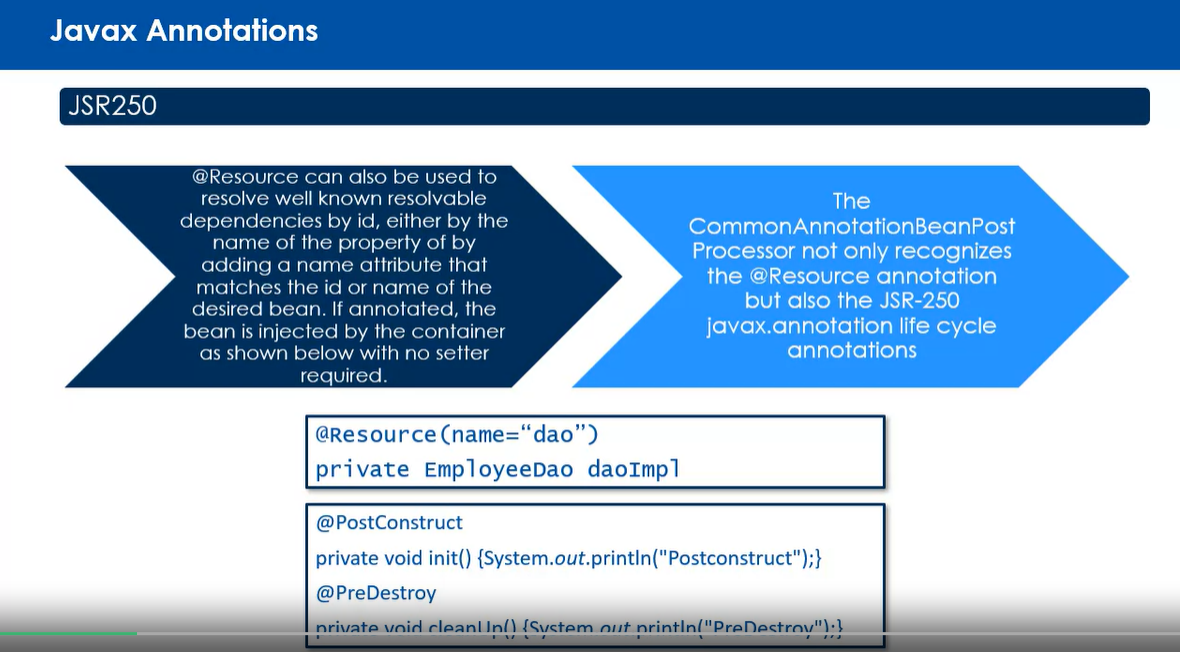 Javax Annotations
JSR250
@Resource can also be used to
resolve well known resolvable
dependencies by id, either by the
name of the property of by
adding a name attribute that
matches the id or name of the
desired bean. If annotated, the
bean is injected by the container
as shown below with no setter
required.
The
CommonAnnotationBeanPost
Processor not only recognizes
the @Resource annotation
but also the JSR-250
javax.annotation life cycle
annotations
@Resource(name=“dao”)
private EmployeeDao daoImpl
@PostConstruct
private void init() {System.out.println("Postconstruct");}
@PreDestroy
private void cleanUp() {System.out.println("PreDestroy");}